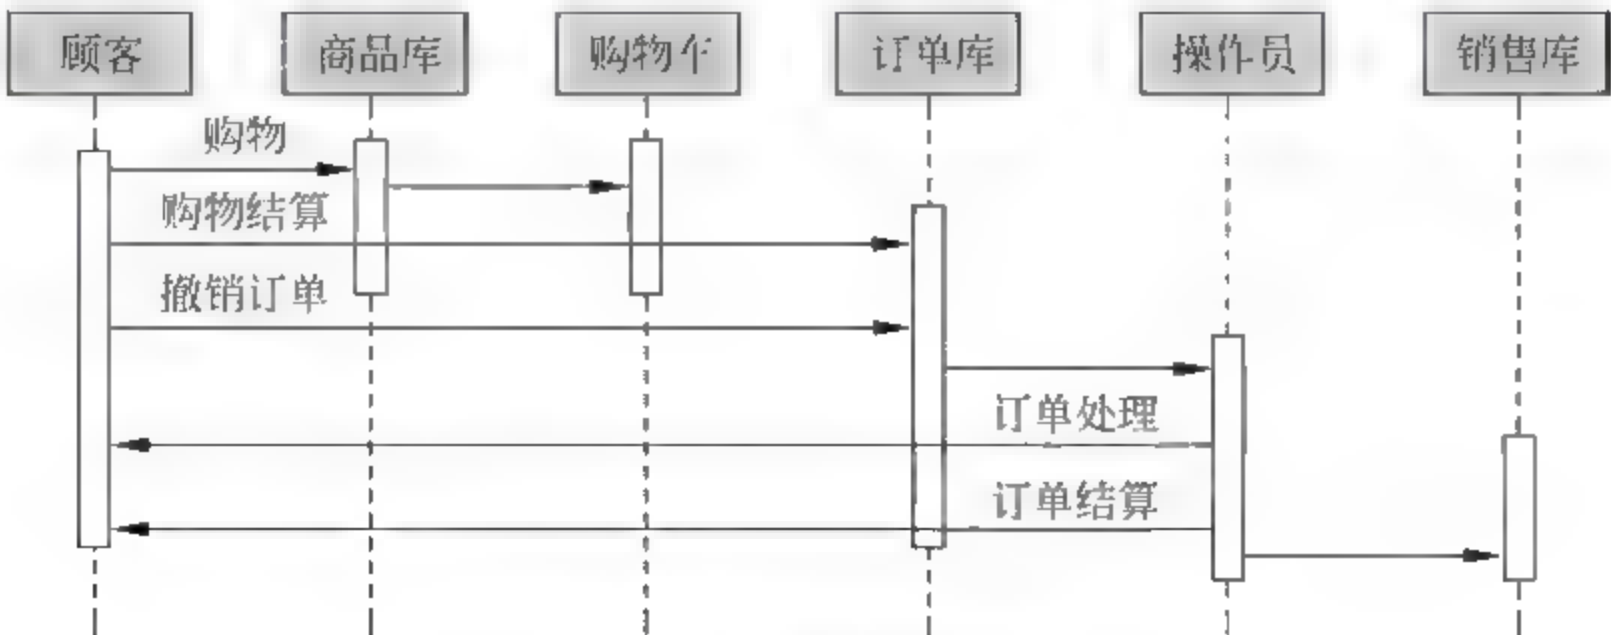 顾客
商品库
购物车
订单库
操作员
销售库
购物
购物结算
撤销订单
订单处理
订单结算